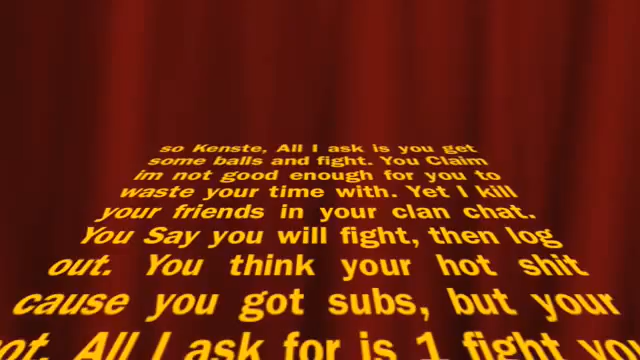 so Kenste, All I ask is you get
some balls and fight. You Claim
im not good enough for you to
waste your time with. Yet I kill
your friends in your clan chat.
You Say you will fight, then log
out. You think your hot shit
cause you got subs, but your
not. All I ask for is 1 fight you